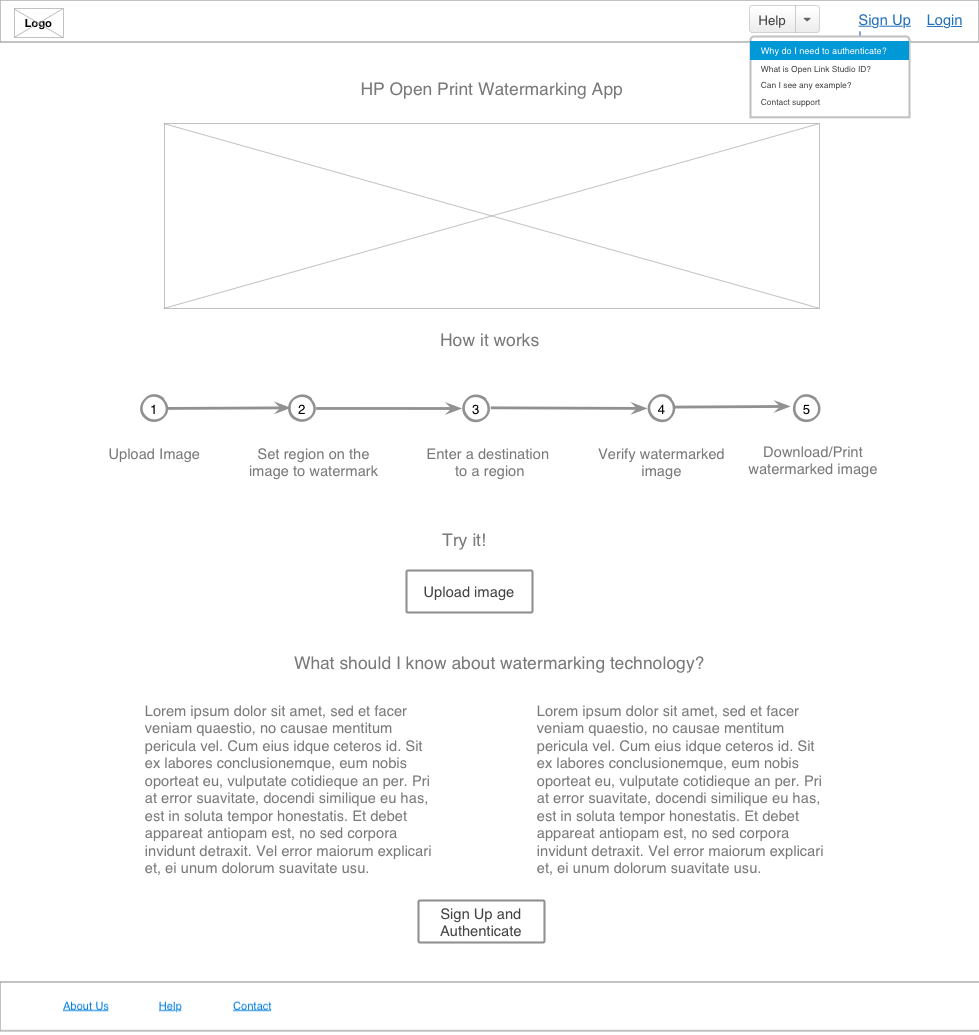 Logo
Help
Sign Up
Login
Why do I need to authenticate?
What is Open Link Studio ID?
Can I see any example?
Contact support
HP Open Print Watermarking App
How it works
1
2
3
4
5
Upload Image
Set region on the
image to watermark
Enter a destination
to a region
Verify watermarked
image
Download/Print
watermarked image
Try it!
Upload image
What should I know about watermarking technology?
Lorem ipsum dolor sit amet, sed et facer
veniam quaestio, no causae mentitum
pericula vel. Cum eius idque ceteros id. Sit
ex labores conclusionemque, eum nobis
oporteat eu, vulputate cotidieque an per. Pri
at error suavitate, docendi similique eu has,
est in soluta tempor honestatis. Et debet
appareat antiopam est, no sed corpora
invidunt detraxit. Vel error maiorum explicari
et, ei unum dolorum suavitate usu.
Lorem ipsum dolor sit amet, sed et facer
veniam quaestio, no causae mentitum
pericula vel. Cum eius idque ceteros id. Sit
ex labores conclusionemque, eum nobis
oporteat eu, vulputate cotidieque an per. Pri
at error suavitate, docendi similique eu has,
est in soluta tempor honestatis. Et debet
appareat antiopam est, no sed corpora
invidunt detraxit. Vel error maiorum explicari
et, ei unum dolorum suavitate usu.
Sign Up and
Authenticate
About Us
Help
Contact